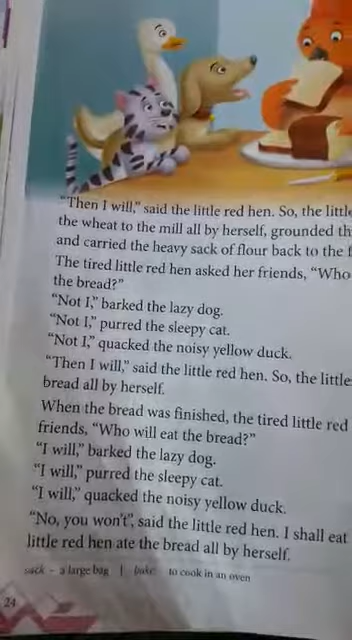 "Then I will," said the little red hen. So, the little
the wheat to the mill all by herself, grounded th
and carried the heavy sack of flour back to the f
The tired little red hen asked her friends, "Who
the bread?"
"Not I," barked the lazy dog.
"Not I," purred the sleepy cat.
"Not I," quacked the noisy yellow duck.
"Then I will," said the little red hen. So, the little
bread all by herself.
When the bread was finished, the tired little red
friends, "Who will eat the bread?"
"I will," barked the lazy dog.
"I will," purred the sleepy cat.
"I will," quacked the noisy yellow duck.
"No, you won't", said the little red hen. I shall eat
little red hen ate the bread all by herself.
sack - a large bag | bake to cook in an oven
24